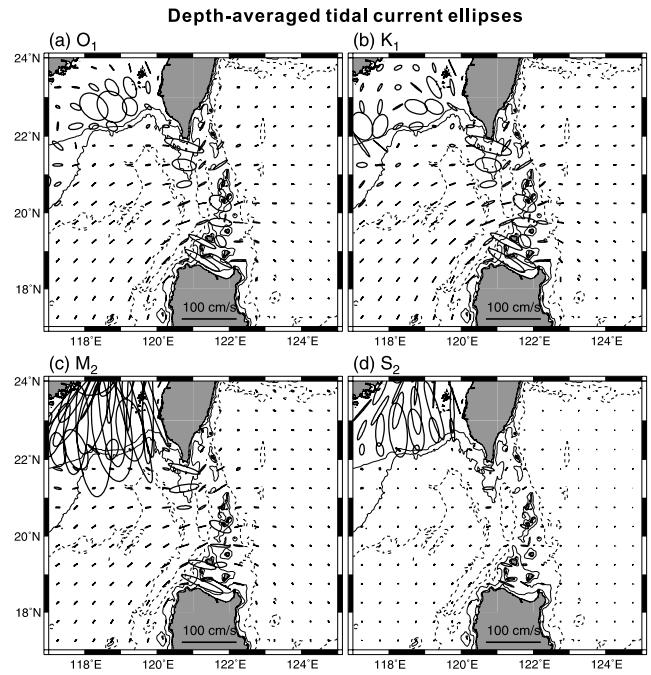 Depth-averaged tidal current ellipses
(a) O₁ (b) K₁
24°N
22°N
20°N
18°N
100 cm/s 100 cm/s
118°E 120°E 122°E 124°E 118°E 120°E 122°E 124°E
(c) M₂ (d) S₂
24°N
22°N
20°N
18°N
100 cm/s 100 cm/s
118°E 120°E 122°E 124°E 118°E 120°E 122°E 124°E